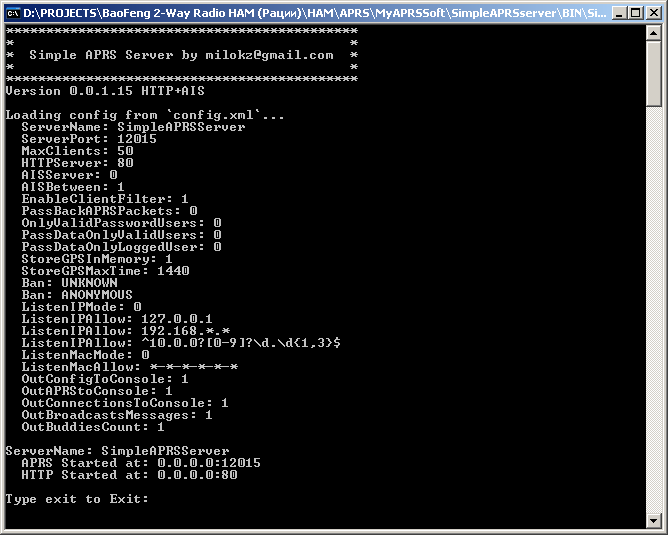 D:\PROJECTS\BaoFeng 2-Way Radio HAM (Рации)\HAM\APRS\MyAPRSSoft\SimpleAPRSserver\BIN\Si...
*********************************************
*                                           *
*  Simple APRS Server by milokz@gmail.com  *
*                                           *
*********************************************
Version 0.0.1.15 HTTP+AIS
Loading config from `config.xml`...
ServerName: SimpleAPRSServer
ServerPort: 12015
MaxClients: 50
HTTPServer: 80
AISServer: 0
AISBetween: 1
EnableClientFilter: 1
PassBackAPRSPackets: 0
OnlyValidPasswordUsers: 0
PassDataOnlyValidUsers: 0
PassDataOnlyLoggedUser: 0
StoreGPSInMemory: 1
StoreGPSMaxTime: 1440
Ban: UNKNOWN
Ban: ANONYMOUS
ListenIPMode: 0
ListenIPAllow: 127.0.0.1
ListenIPAllow: 192.168.*.*
ListenIPAllow: ^10.0.0?[0-9]?\d.\d{1,3}$
ListenMacMode: 0
ListenMacAllow: *-*-*-*-*-*
OutConfigToConsole: 1
OutAPRStoConsole: 1
OutConnectionsToConsole: 1
OutBroadcastsMessages: 1
OutBuddiesCount: 1
ServerName: SimpleAPRSServer
APRS Started at: 0.0.0.0:12015
HTTP Started at: 0.0.0.0:80
Type exit to Exit: